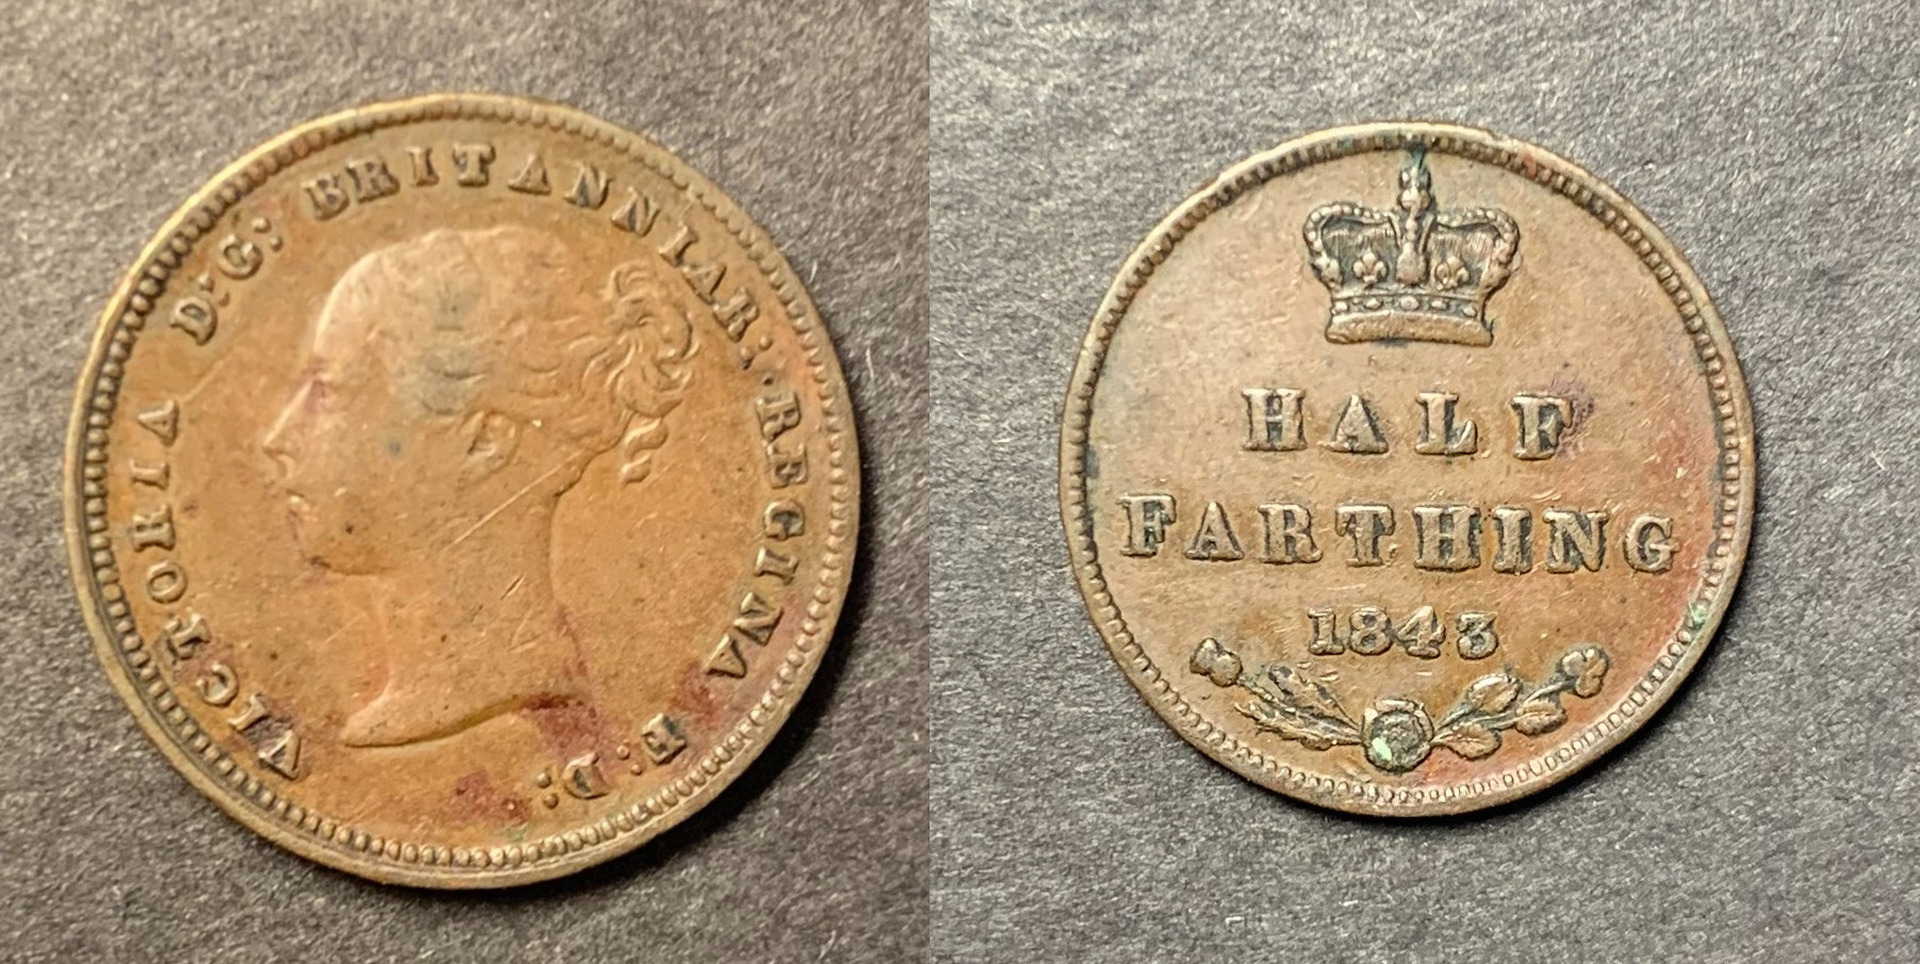 VICTORIA D:G: BRITANNIAR: REGINA F: D:
HALF
FARTHING
1843